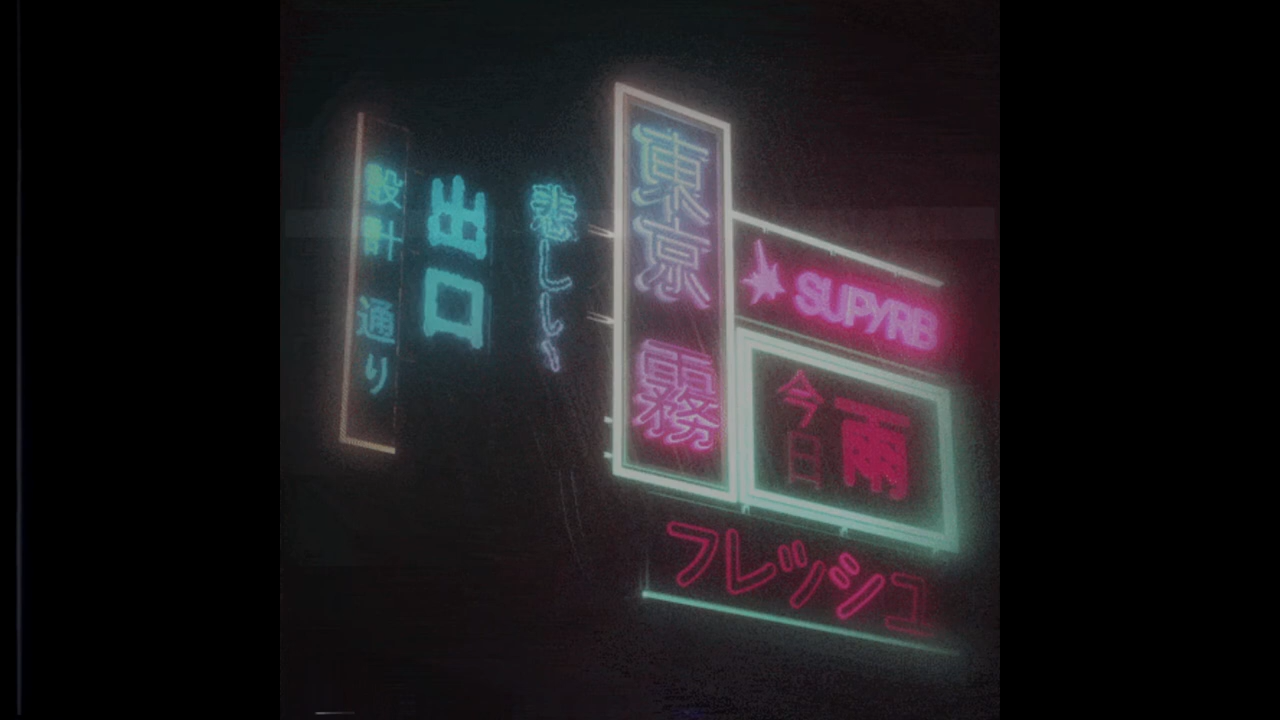 設計 通り
出口
悲しし
東京 霧
SUPYRB
今日
雨
フレッシュ